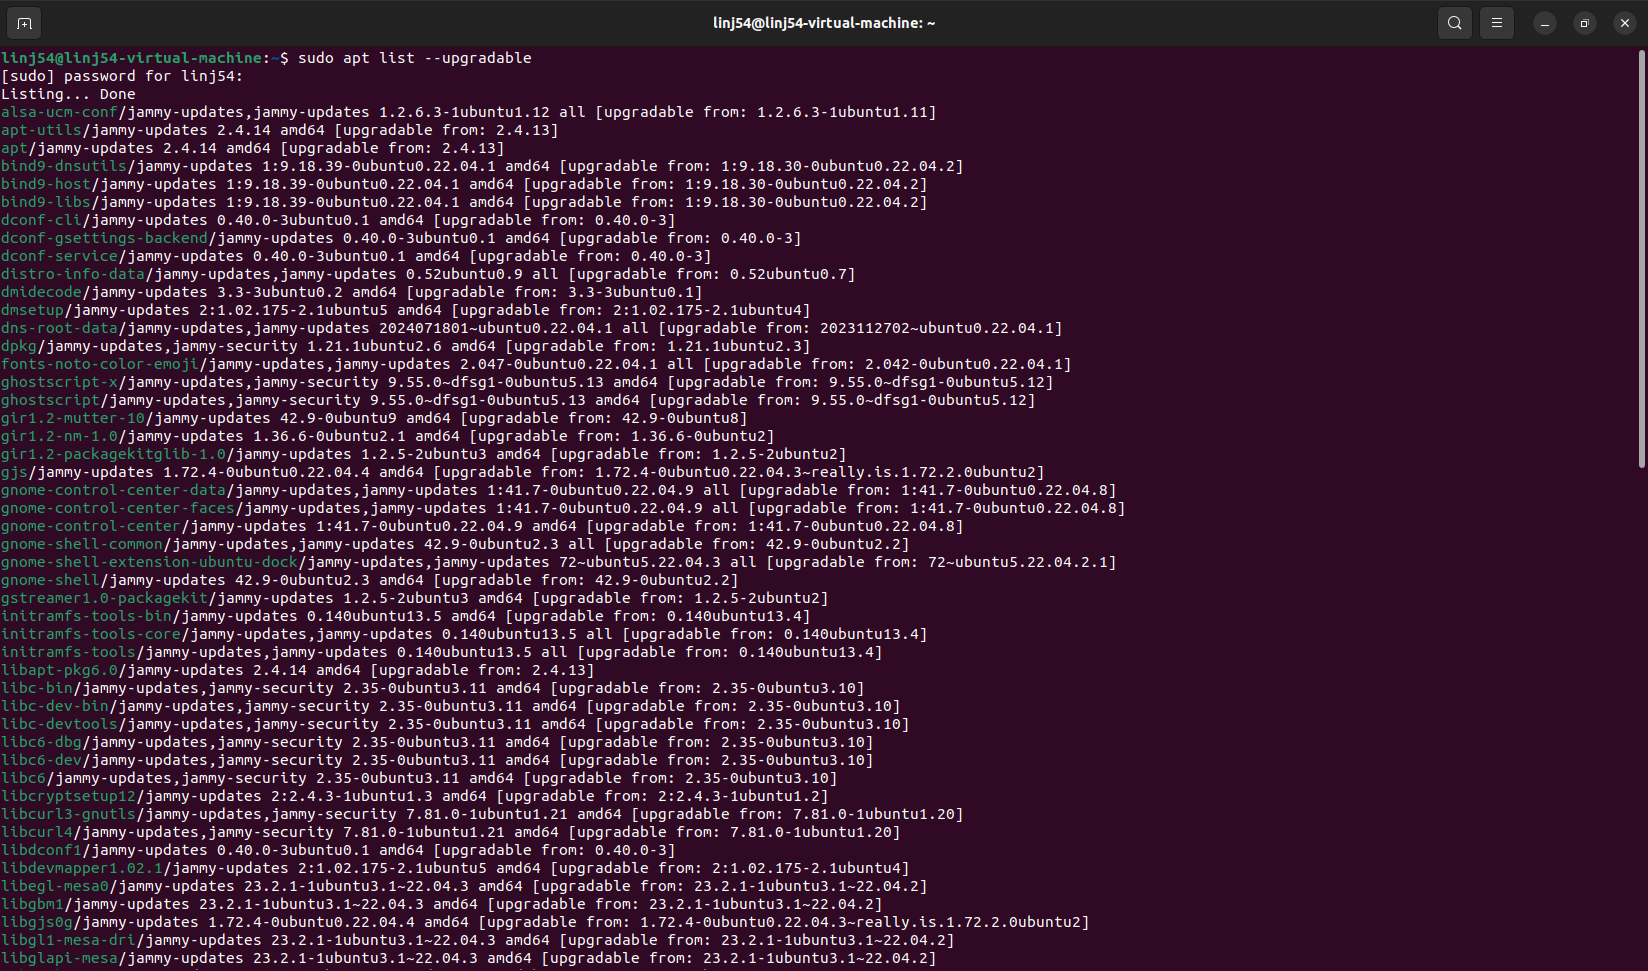 linj54@linj54-virtual-machine: ~
linj54@linj54-virtual-machine:~$ sudo apt list --upgradable
[sudo] password for linj54:
Listing... Done
alsa-ucm-conf/jammy-updates,jammy-updates 1.2.6.3-1ubuntu1.12 all [upgradable from: 1.2.6.3-1ubuntu1.11]
apt-utils/jammy-updates 2.4.14 amd64 [upgradable from: 2.4.13]
apt/jammy-updates 2.4.14 amd64 [upgradable from: 2.4.13]
bind9-dnsutils/jammy-updates 1:9.18.39-0ubuntu0.22.04.1 amd64 [upgradable from: 1:9.18.30-0ubuntu0.22.04.2]
bind9-host/jammy-updates 1:9.18.39-0ubuntu0.22.04.1 amd64 [upgradable from: 1:9.18.30-0ubuntu0.22.04.2]
bind9-libs/jammy-updates 1:9.18.39-0ubuntu0.22.04.1 amd64 [upgradable from: 1:9.18.30-0ubuntu0.22.04.2]
dconf-cli/jammy-updates 0.40.0-3ubuntu0.1 amd64 [upgradable from: 0.40.0-3]
dconf-gsettings-backend/jammy-updates 0.40.0-3ubuntu0.1 amd64 [upgradable from: 0.40.0-3]
dconf-service/jammy-updates 0.40.0-3ubuntu0.1 amd64 [upgradable from: 0.40.0-3]
distro-info-data/jammy-updates,jammy-updates 0.52ubuntu0.9 all [upgradable from: 0.52ubuntu0.7]
dmidecode/jammy-updates 3.3-3ubuntu0.2 amd64 [upgradable from: 3.3-3ubuntu0.1]
dmsetup/jammy-updates 2:1.02.175-2.1ubuntu5 amd64 [upgradable from: 2:1.02.175-2.1ubuntu4]
dns-root-data/jammy-updates,jammy-updates 2024071801~ubuntu0.22.04.1 all [upgradable from: 2023112702~ubuntu0.22.04.1]
dpkg/jammy-updates,jammy-security 1.21.1ubuntu2.6 amd64 [upgradable from: 1.21.1ubuntu2.3]
fonts-noto-color-emoji/jammy-updates,jammy-updates 2.047-0ubuntu0.22.04.1 all [upgradable from: 2.042-0ubuntu0.22.04.1]
ghostscript-x/jammy-updates,jammy-security 9.55.0~dfsg1-0ubuntu5.13 amd64 [upgradable from: 9.55.0~dfsg1-0ubuntu5.12]
ghostscript/jammy-updates,jammy-security 9.55.0~dfsg1-0ubuntu5.13 amd64 [upgradable from: 9.55.0~dfsg1-0ubuntu5.12]
gir1.2-mutter-10/jammy-updates 42.9-0ubuntu9 amd64 [upgradable from: 42.9-0ubuntu8]
gir1.2-nm-1.0/jammy-updates 1.36.6-0ubuntu2.1 amd64 [upgradable from: 1.36.6-0ubuntu2]
gir1.2-packagekitglib-1.0/jammy-updates 1.2.5-2ubuntu3 amd64 [upgradable from: 1.2.5-2ubuntu2]
gjs/jammy-updates 1.72.4-0ubuntu0.22.04.4 amd64 [upgradable from: 1.72.4-0ubuntu0.22.04.3~really.is.1.72.2.0ubuntu2]
gnome-control-center-data/jammy-updates,jammy-updates 1:41.7-0ubuntu0.22.04.9 all [upgradable from: 1:41.7-0ubuntu0.22.04.8]
gnome-control-center-faces/jammy-updates,jammy-updates 1:41.7-0ubuntu0.22.04.9 all [upgradable from: 1:41.7-0ubuntu0.22.04.8]
gnome-control-center/jammy-updates 1:41.7-0ubuntu0.22.04.9 amd64 [upgradable from: 1:41.7-0ubuntu0.22.04.8]
gnome-shell-common/jammy-updates,jammy-updates 42.9-0ubuntu2.3 all [upgradable from: 42.9-0ubuntu2.2]
gnome-shell-extension-ubuntu-dock/jammy-updates,jammy-updates 72~ubuntu5.22.04.3 all [upgradable from: 72~ubuntu5.22.04.2.1]
gnome-shell/jammy-updates 42.9-0ubuntu2.3 amd64 [upgradable from: 42.9-0ubuntu2.2]
gstreamer1.0-packagekit/jammy-updates 1.2.5-2ubuntu3 amd64 [upgradable from: 1.2.5-2ubuntu2]
initramfs-tools-bin/jammy-updates 0.140ubuntu13.5 amd64 [upgradable from: 0.140ubuntu13.4]
initramfs-tools-core/jammy-updates,jammy-updates 0.140ubuntu13.5 all [upgradable from: 0.140ubuntu13.4]
initramfs-tools/jammy-updates,jammy-updates 0.140ubuntu13.5 all [upgradable from: 0.140ubuntu13.4]
libapt-pkg6.0/jammy-updates 2.4.14 amd64 [upgradable from: 2.4.13]
libc-bin/jammy-updates,jammy-security 2.35-0ubuntu3.11 amd64 [upgradable from: 2.35-0ubuntu3.10]
libc-dev-bin/jammy-updates,jammy-security 2.35-0ubuntu3.11 amd64 [upgradable from: 2.35-0ubuntu3.10]
libc-devtools/jammy-updates,jammy-security 2.35-0ubuntu3.11 amd64 [upgradable from: 2.35-0ubuntu3.10]
libc6-dbg/jammy-updates,jammy-security 2.35-0ubuntu3.11 amd64 [upgradable from: 2.35-0ubuntu3.10]
libc6-dev/jammy-updates,jammy-security 2.35-0ubuntu3.11 amd64 [upgradable from: 2.35-0ubuntu3.10]
libc6/jammy-updates,jammy-security 2.35-0ubuntu3.11 amd64 [upgradable from: 2.35-0ubuntu3.10]
libcryptsetup12/jammy-updates 2:2.4.3-1ubuntu1.3 amd64 [upgradable from: 2:2.4.3-1ubuntu1.2]
libcurl3-gnutls/jammy-updates,jammy-security 7.81.0-1ubuntu1.21 amd64 [upgradable from: 7.81.0-1ubuntu1.20]
libcurl4/jammy-updates,jammy-security 7.81.0-1ubuntu1.21 amd64 [upgradable from: 7.81.0-1ubuntu1.20]
libdconf1/jammy-updates 0.40.0-3ubuntu0.1 amd64 [upgradable from: 0.40.0-3]
libdevmapper1.02.1/jammy-updates 2:1.02.175-2.1ubuntu5 amd64 [upgradable from: 2:1.02.175-2.1ubuntu4]
libegl-mesa0/jammy-updates 23.2.1-1ubuntu3.1~22.04.3 amd64 [upgradable from: 23.2.1-1ubuntu3.1~22.04.2]
libgbm1/jammy-updates 23.2.1-1ubuntu3.1~22.04.3 amd64 [upgradable from: 23.2.1-1ubuntu3.1~22.04.2]
libgjs0g/jammy-updates 1.72.4-0ubuntu0.22.04.4 amd64 [upgradable from: 1.72.4-0ubuntu0.22.04.3~really.is.1.72.2.0ubuntu2]
libgl1-mesa-dri/jammy-updates 23.2.1-1ubuntu3.1~22.04.3 amd64 [upgradable from: 23.2.1-1ubuntu3.1~22.04.2]
libglapi-mesa/jammy-updates 23.2.1-1ubuntu3.1~22.04.3 amd64 [upgradable from: 23.2.1-1ubuntu3.1~22.04.2]